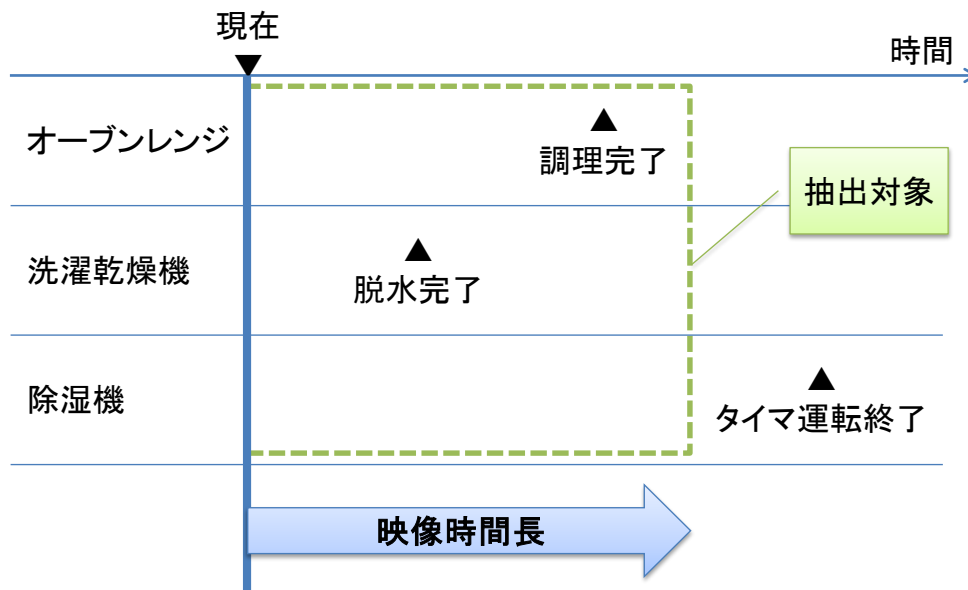 現在
時間
オーブンレンジ
調理完了
抽出対象
洗濯乾燥機
脱水完了
除湿機
タイマ運転終了
映像時間長